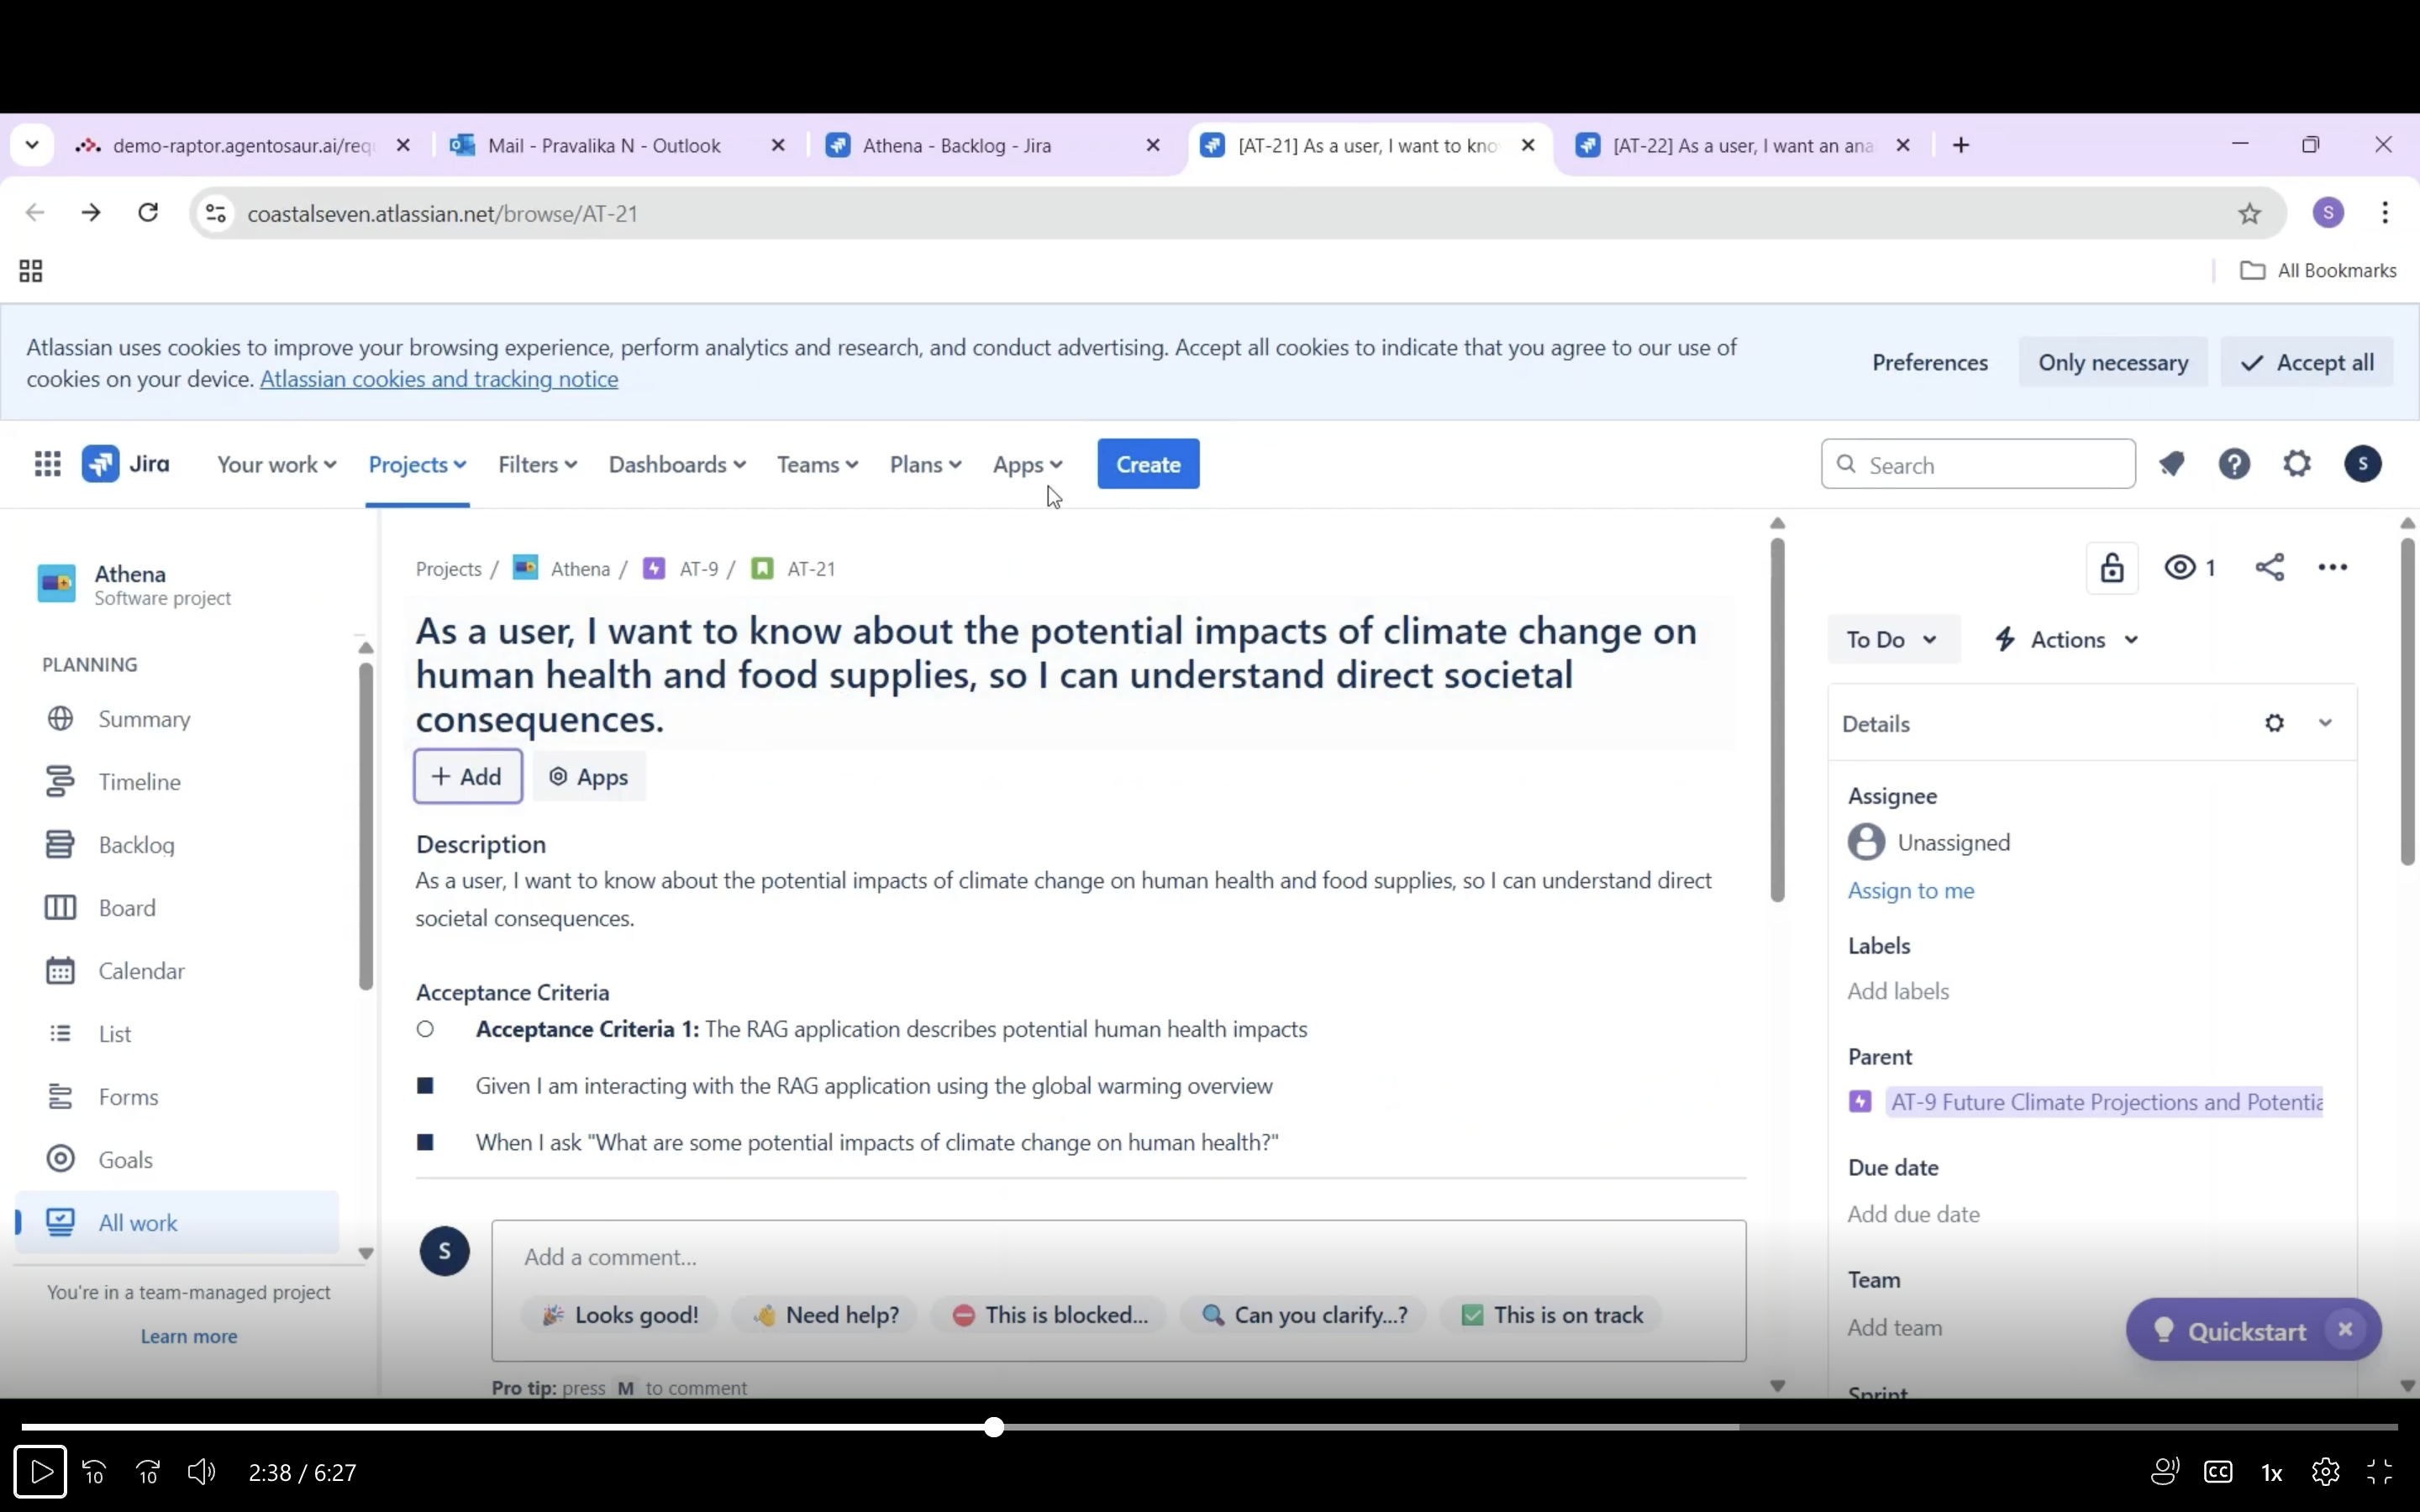 demo-raptor.agentosaur.ai/req
Mail - Pravalika N - Outlook
Athena - Backlog - Jira
[AT-21] As a user, I want to kno
[AT-22] As a user, I want an ana
coastalseven.atlassian.net/browse/AT-21
S
All Bookmarks
Atlassian uses cookies to improve your browsing experience, perform analytics and research, and conduct advertising. Accept all cookies to indicate that you agree to our use of
cookies on your device. Atlassian cookies and tracking notice
Preferences
Only necessary
Accept all
Jira
Your work
Projects
Filters
Dashboards
Teams
Plans
Apps
Create
Search
S
Athena
Software project
PLANNING
Summary
Timeline
Backlog
Board
Calendar
List
Forms
Goals
All work
You're in a team-managed project
Learn more
Projects / Athena / AT-9 / AT-21
As a user, I want to know about the potential impacts of climate change on
human health and food supplies, so I can understand direct societal
consequences.
+ Add
Apps
Description
As a user, I want to know about the potential impacts of climate change on human health and food supplies, so I can understand direct
societal consequences.
Acceptance Criteria
Acceptance Criteria 1: The RAG application describes potential human health impacts
Given I am interacting with the RAG application using the global warming overview
When I ask "What are some potential impacts of climate change on human health?"
S
Add a comment...
Looks good!
Need help?
This is blocked...
Can you clarify...?
This is on track
Pro tip: press M to comment
1
To Do
Actions
Details
Assignee
Unassigned
Assign to me
Labels
Add labels
Parent
AT-9 Future Climate Projections and Potentia
Due date
Add due date
Team
Add team
Sprint
Quickstart
10
10
2:38 / 6:27
CC
1x